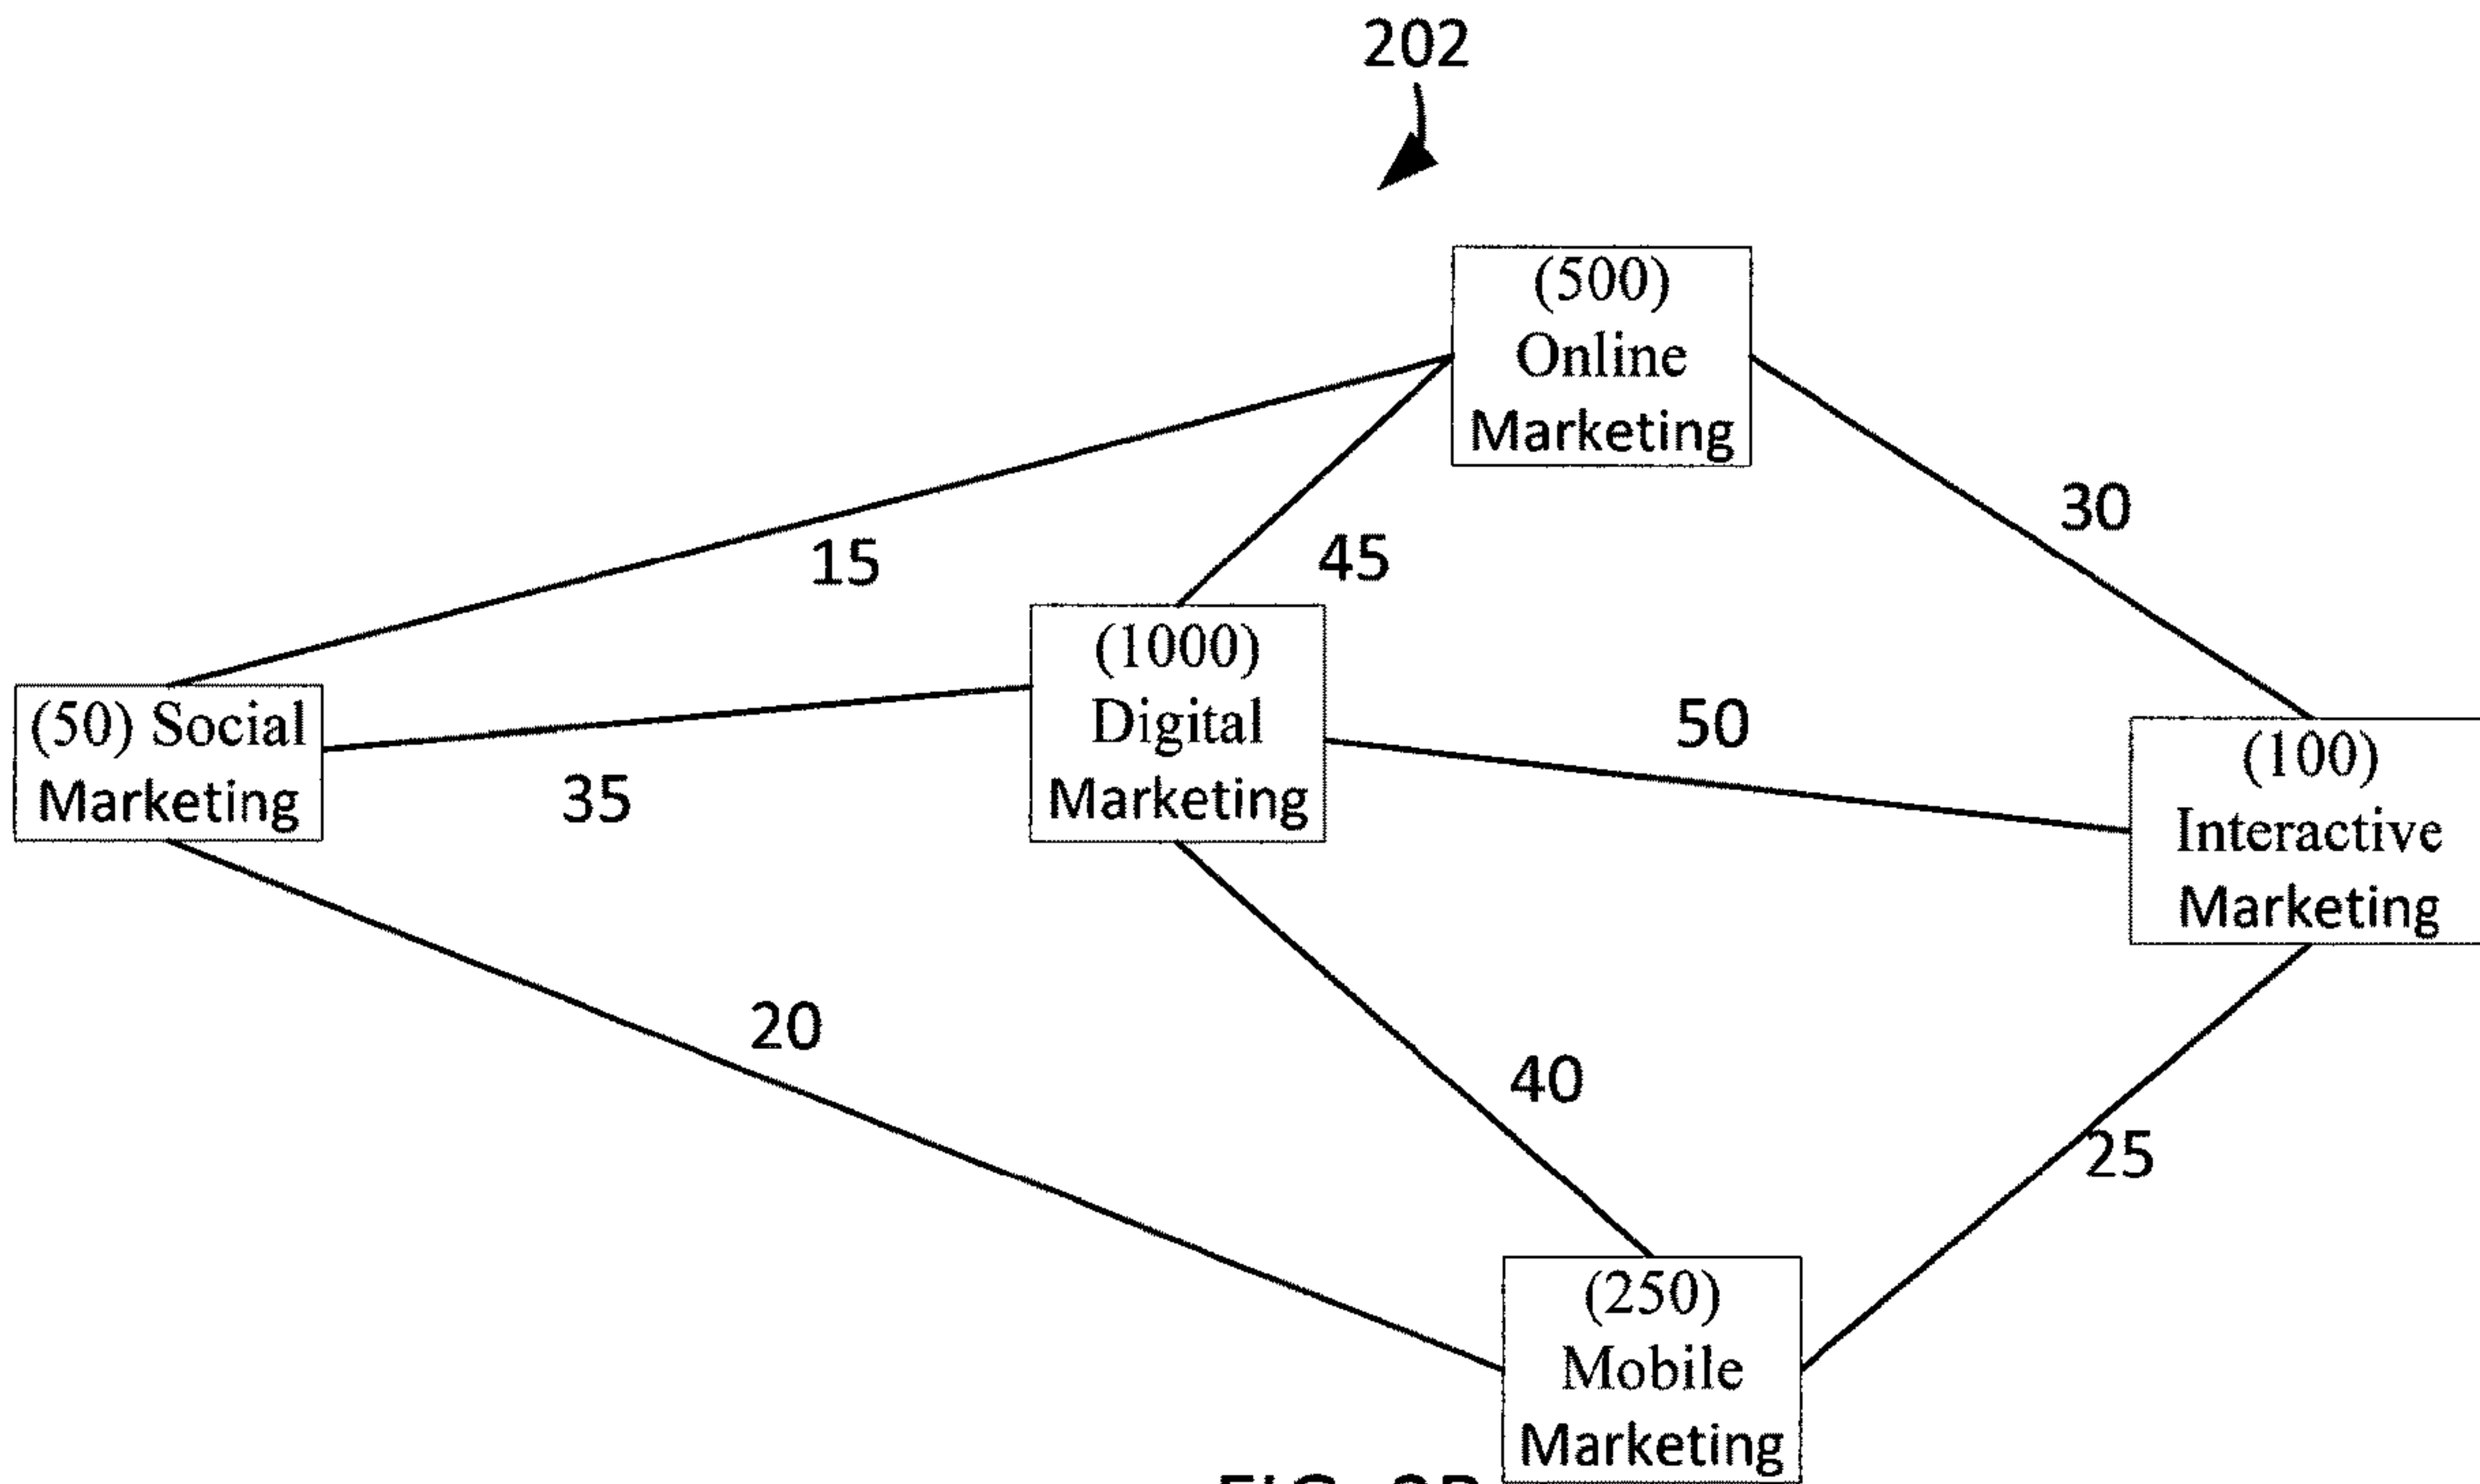 202
(500)
Online
Marketing
30
15
45
(1000)
Digital
Marketing
(50) Social
Marketing
35
50
(100)
Interactive
Marketing
20
40
25
(250)
Mobile
Marketing